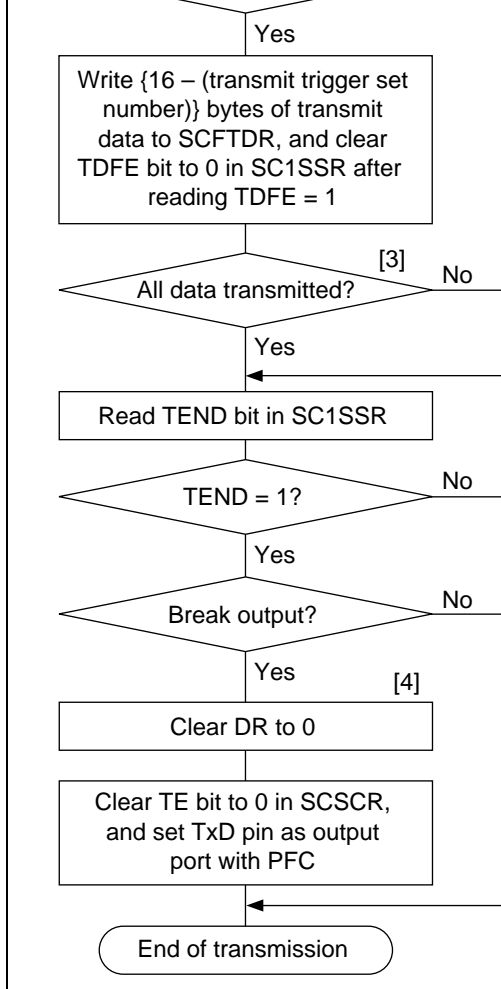 Yes
Write {16 – (transmit trigger set
number)} bytes of transmit
data to SCFTDR, and clear
TDFE bit to 0 in SC1SSR after
reading TDFE = 1
[3]
All data transmitted?
No
Yes
Read TEND bit in SC1SSR
TEND = 1?
No
Yes
Break output?
No
Yes
[4]
Clear DR to 0
Clear TE bit to 0 in SCSCR,
and set TxD pin as output
port with PFC
End of transmission